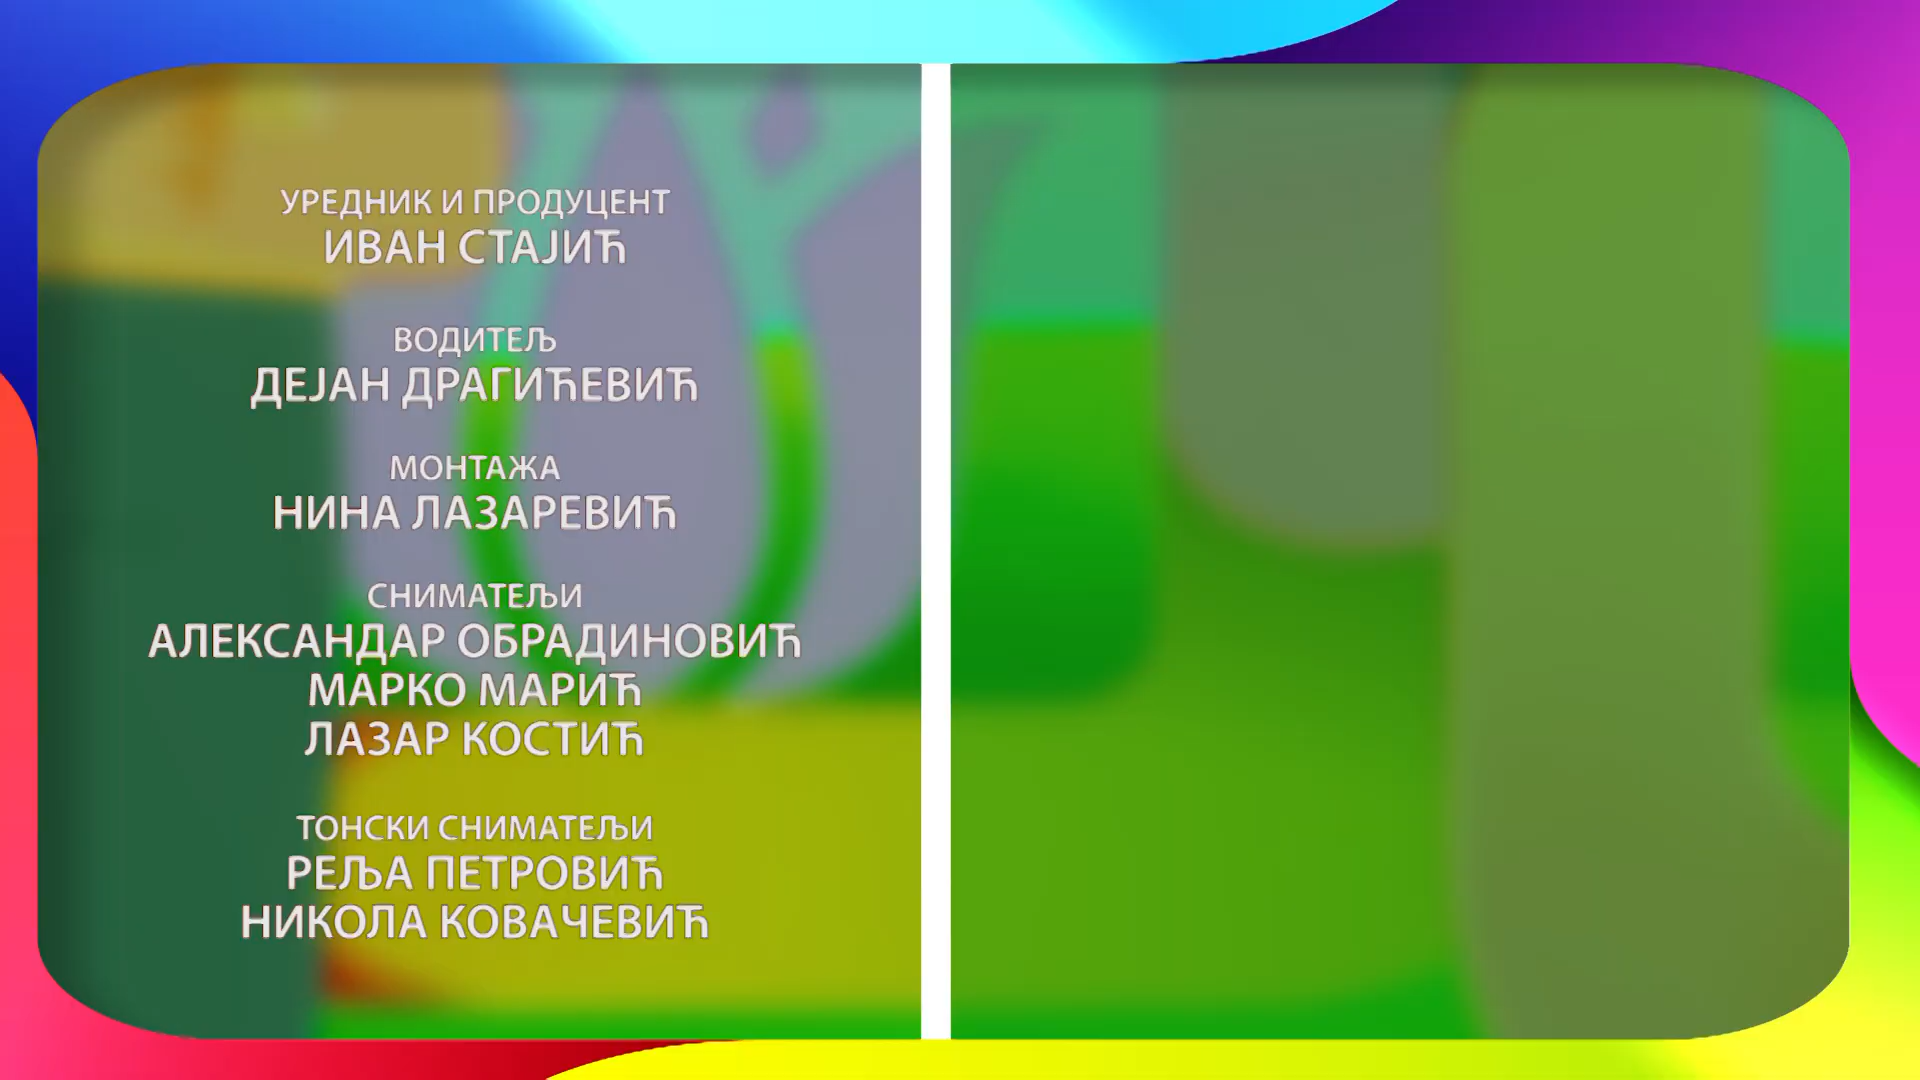 УРЕДНИК И ПРОДУЦЕНТ
ИВАН СТАЈИЋ
ВОДИТЕЉ
ДЕЈАН ДРАГИЋЕВИЋ
МОНТАЖА
НИНА ЛАЗАРЕВИЋ
СНИМАТЕЉИ
АЛЕКСАНДАР ОБРАДИНОВИЋ
МАРКО МАРИЋ
ЛАЗАР КОСТИЋ
ТОНСКИ СНИМАТЕЉИ
РЕЉА ПЕТРОВИЋ
НИКОЛА КОВАЧЕВИЋ